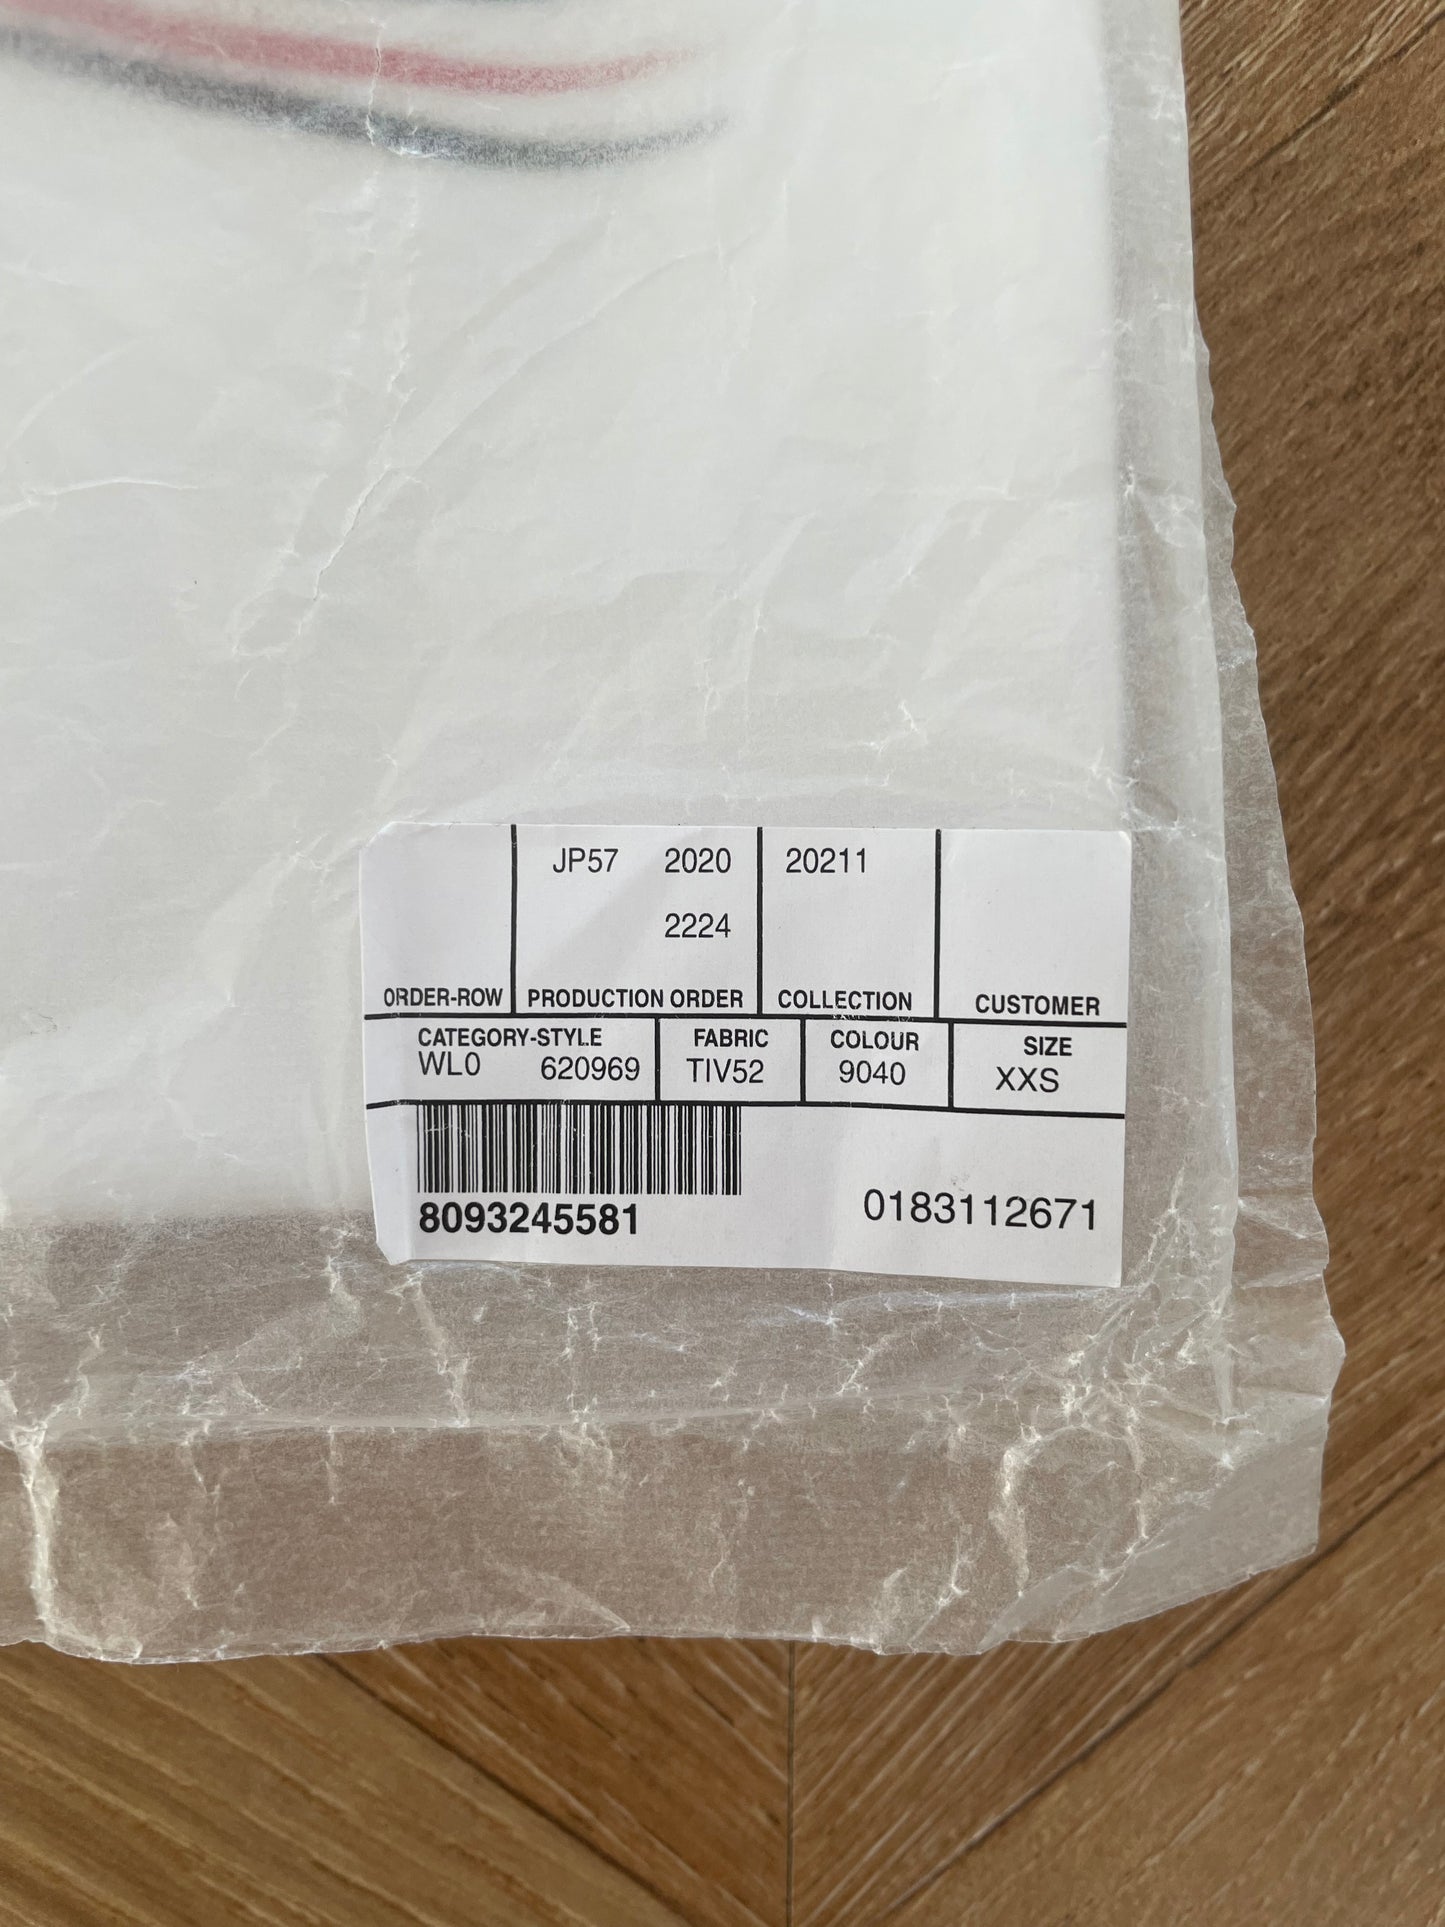 JP57 2020 20211
2224
ORDER-ROW PRODUCTION ORDER COLLECTION CUSTOMER
CATEGORY-STYLE FABRIC COLOUR SIZE
WL0 620969 TIV52 9040 XXS
8093245581 0183112671